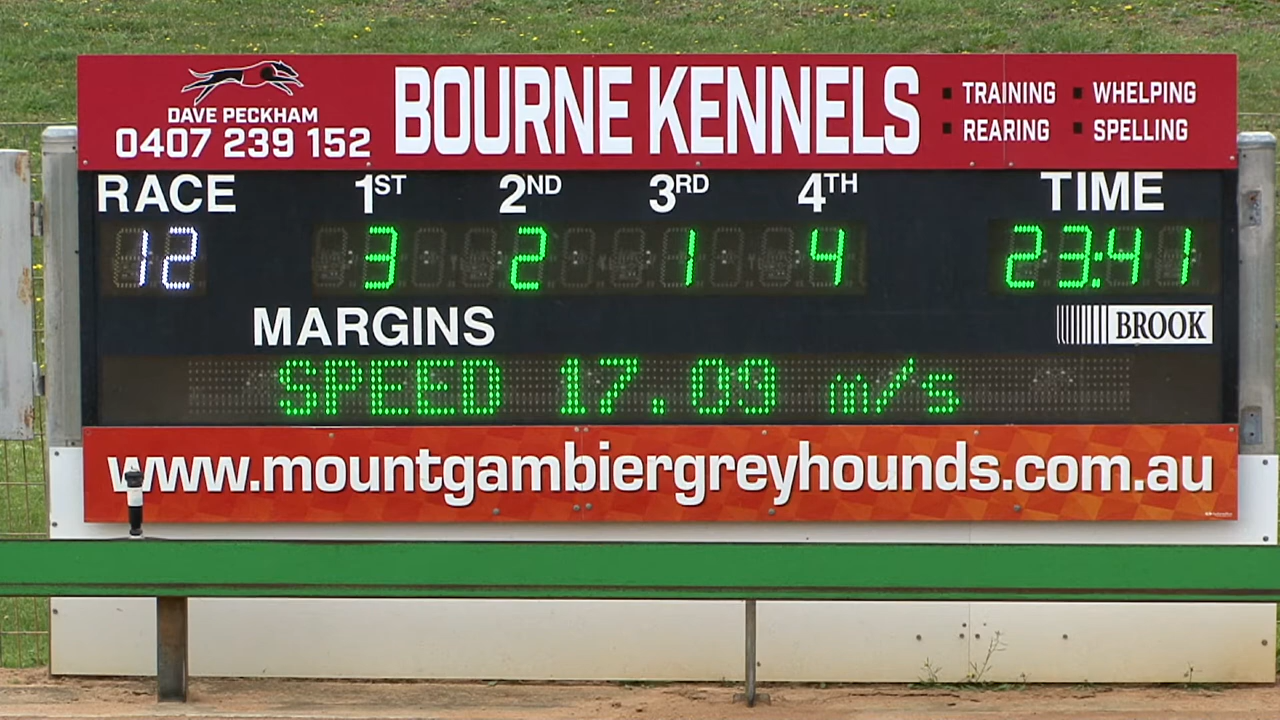 DAVE PECKHAM
0407 239 152
BOURNE KENNELS
▪ TRAINING ▪ WHELPING
▪ REARING ▪ SPELLING
RACE 1ST 2ND 3RD 4TH TIME
12 3 2 1 4 23:41
MARGINS
BROOK
SPEED 17.09 m/s
www.mountgambiergreyhounds.com.au